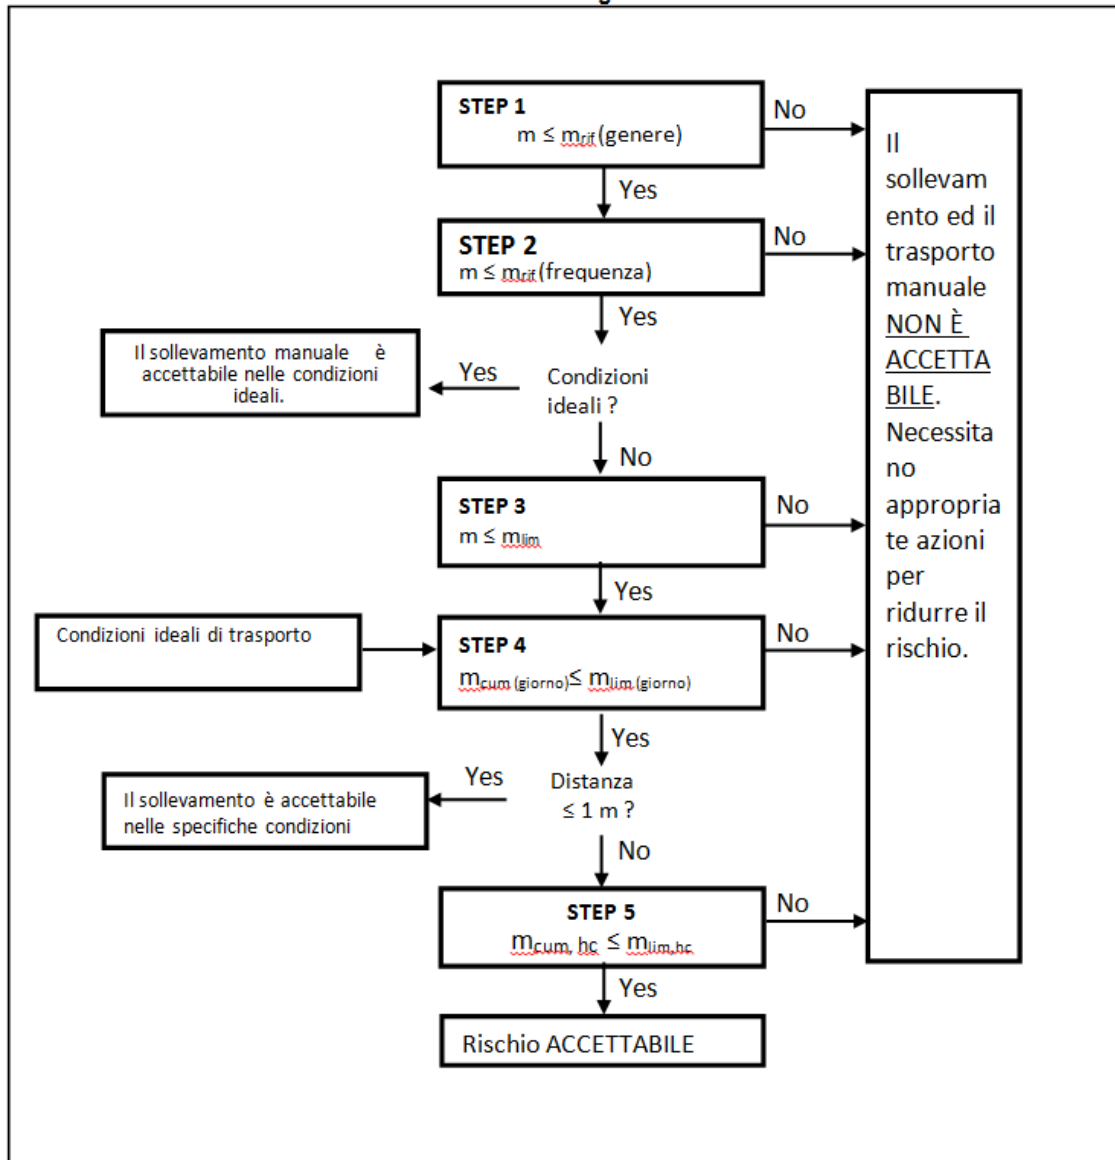 STEP 1
m ≤ mrif (genere)
No
Yes
STEP 2
m ≤ mrif (frequenza)
No
Yes
Il sollevamento manuale è
accettabile nelle condizioni
ideali.
Yes
Condizioni
ideali ?
No
STEP 3
m ≤ mlim
No
Yes
Condizioni ideali di trasporto
STEP 4
mcum (giorno) ≤ mlim (giorno)
No
Yes
Il sollevamento è accettabile
nelle specifiche condizioni
Yes
Distanza
≤ 1 m ?
No
STEP 5
mcum, hc ≤ mlim,hc
No
Yes
Rischio ACCETTABILE
Il
sollevam
ento ed il
trasporto
manuale
NON È
ACCETTA
BILE.
Necessita
no
appropria
te azioni
per
ridurre il
rischio.